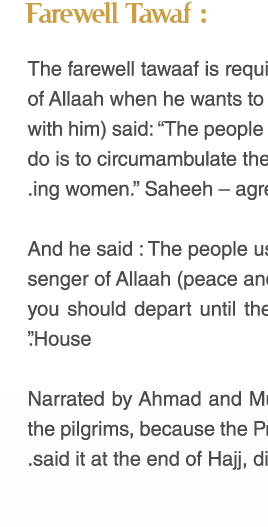 Farewell Tawaf :
The farewell tawaaf is requi
of Allaah when he wants to
with him) said: “The people
do is to circumambulate the
.ing women.” Saheeh – agre
And he said : The people us
senger of Allaah (peace and
you should depart until the
”.House
Narrated by Ahmad and Mu
the pilgrims, because the Pr
.said it at the end of Hajj, di